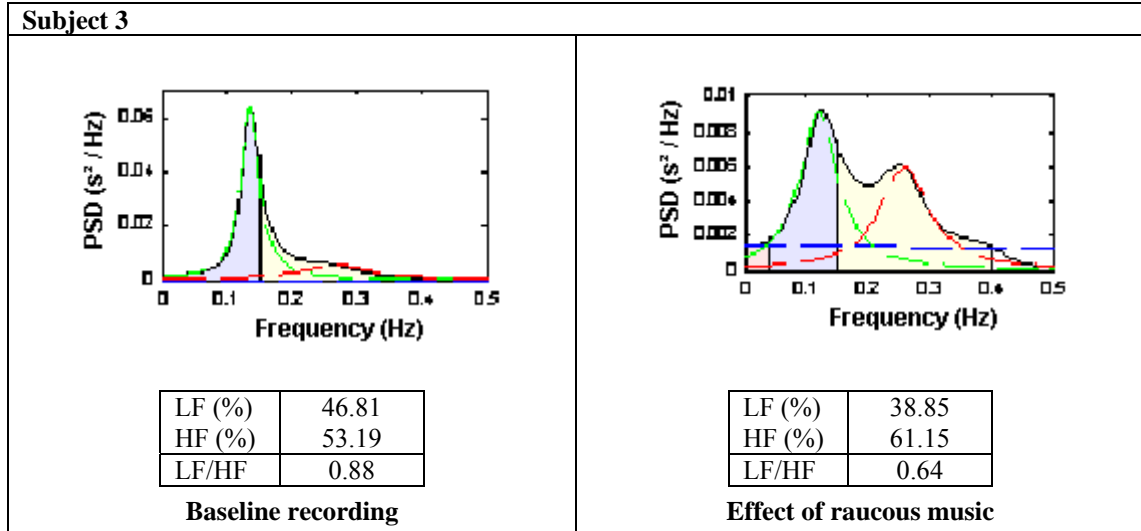 Subject 3
PSD (s² / Hz)
0.06
0.04
0.02
0
0 0.1 0.2 0.3 0.4 0.5
Frequency (Hz)
LF (%) 46.81
HF (%) 53.19
LF/HF 0.88
Baseline recording
PSD (s² / Hz)
0.01
0.008
0.006
0.004
0.002
0
0 0.1 0.2 0.3 0.4 0.5
Frequency (Hz)
LF (%) 38.85
HF (%) 61.15
LF/HF 0.64
Effect of raucous music